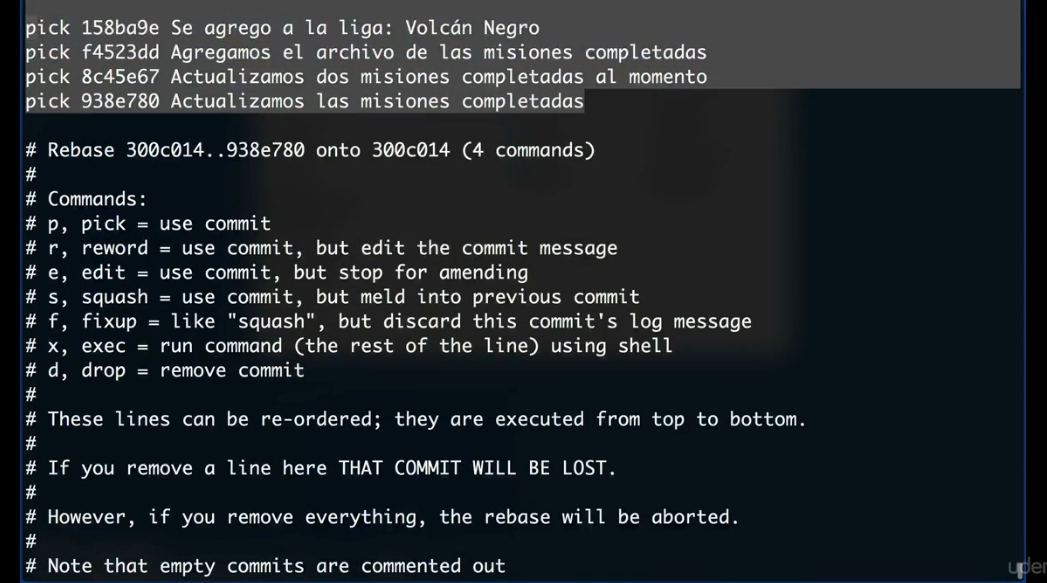 pick 158ba9e Se agrego a la liga: Volcán Negro
pick f4523dd Agregamos el archivo de las misiones completadas
pick 8c45e67 Actualizamos dos misiones completadas al momento
pick 938e780 Actualizamos las misiones completadas
# Rebase 300c014..938e780 onto 300c014 (4 commands)
#
# Commands:
# p, pick = use commit
# r, reword = use commit, but edit the commit message
# e, edit = use commit, but stop for amending
# s, squash = use commit, but meld into previous commit
# f, fixup = like "squash", but discard this commit's log message
# x, exec = run command (the rest of the line) using shell
# d, drop = remove commit
#
# These lines can be re-ordered; they are executed from top to bottom.
#
# If you remove a line here THAT COMMIT WILL BE LOST.
#
# However, if you remove everything, the rebase will be aborted.
#
# Note that empty commits are commented out